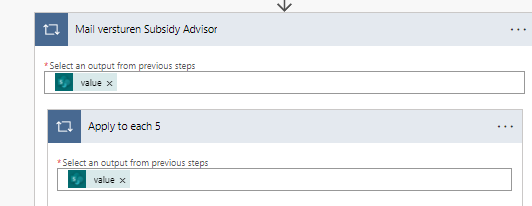 Mail versturen Subsidy Advisor
* Select an output from previous steps
value ×
Apply to each 5
* Select an output from previous steps
value ×